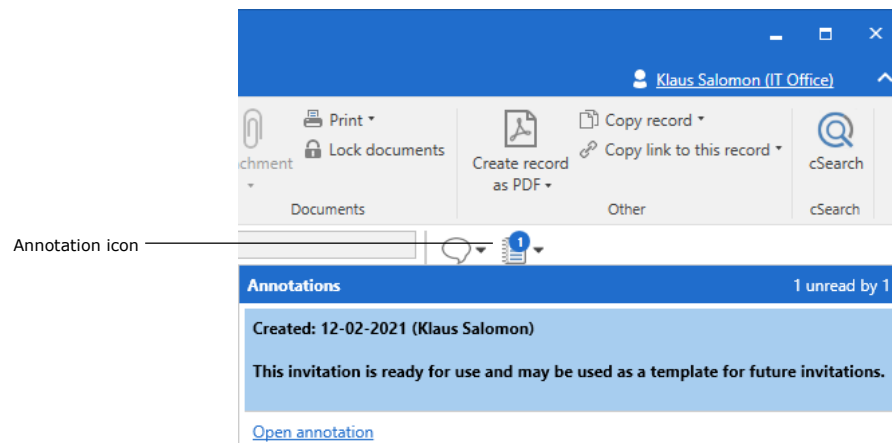 Klaus Salomon (IT Office)
Print
Copy record
Lock documents
Copy link to this record
chment
Create record
as PDF
cSearch
Documents
Other
cSearch
Annotation icon
1
Annotations
1 unread by 1
Created: 12-02-2021 (Klaus Salomon)
This invitation is ready for use and may be used as a template for future invitations.
Open annotation